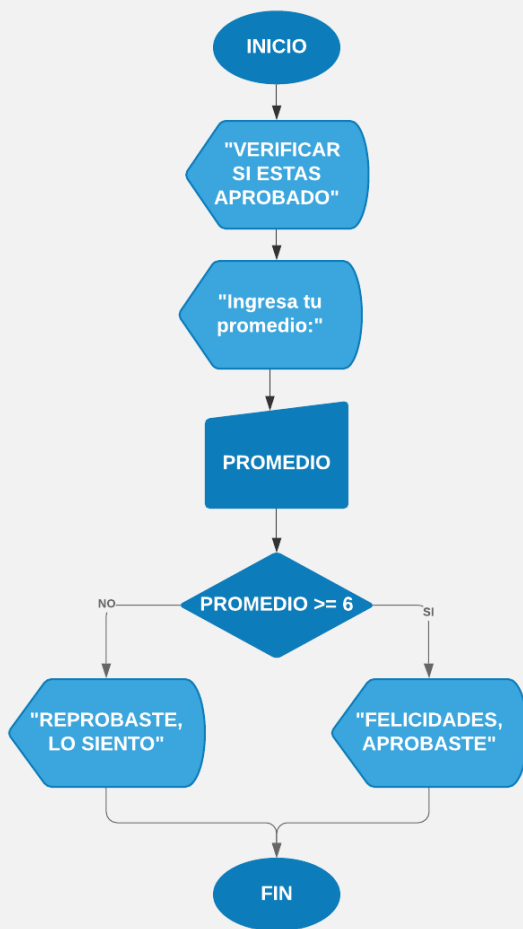 INICIO
"VERIFICAR
SI ESTAS
APROBADO"
"Ingresa tu
promedio:"
PROMEDIO
PROMEDIO >= 6
NO
SI
"REPROBASTE,
LO SIENTO"
"FELICIDADES,
APROBASTE"
FIN